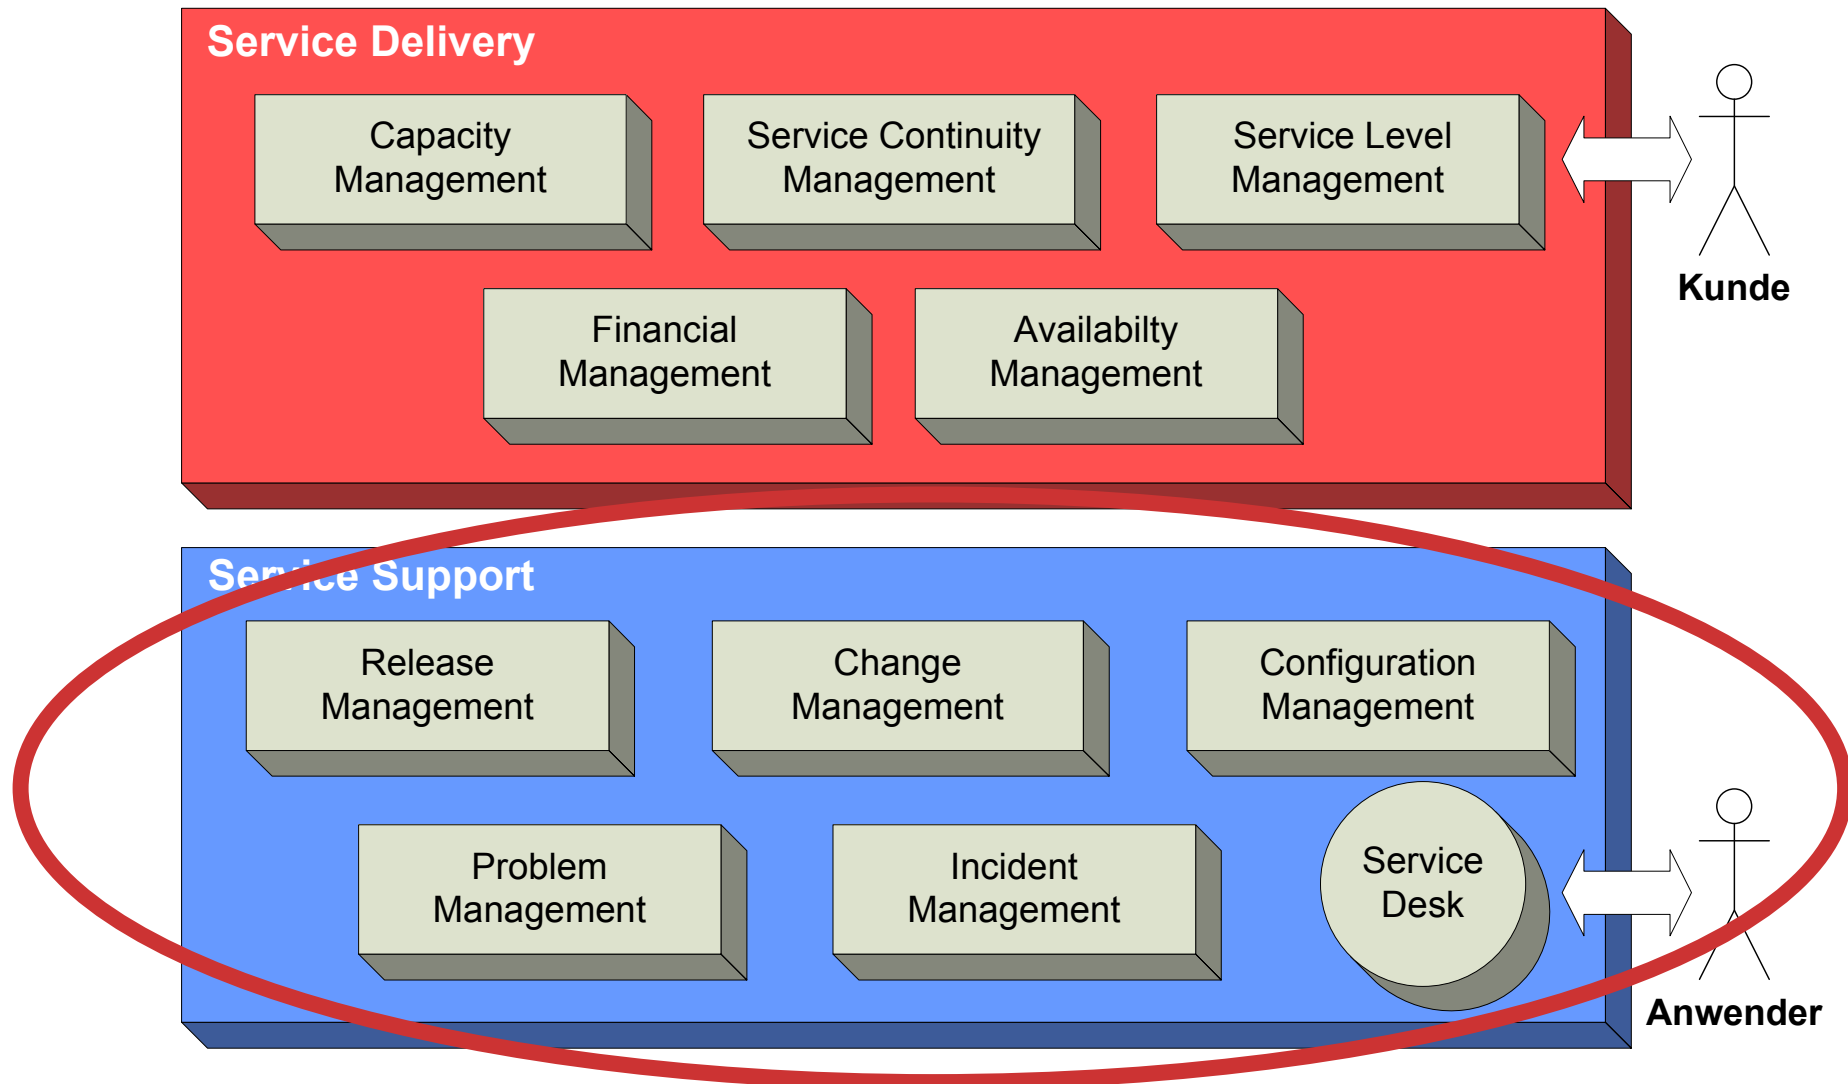 Service Delivery
Capacity
Management
Service Continuity
Management
Service Level
Management
Kunde
Financial
Management
Availabilty
Management
Service Support
Release
Management
Change
Management
Configuration
Management
Problem
Management
Incident
Management
Service
Desk
Anwender